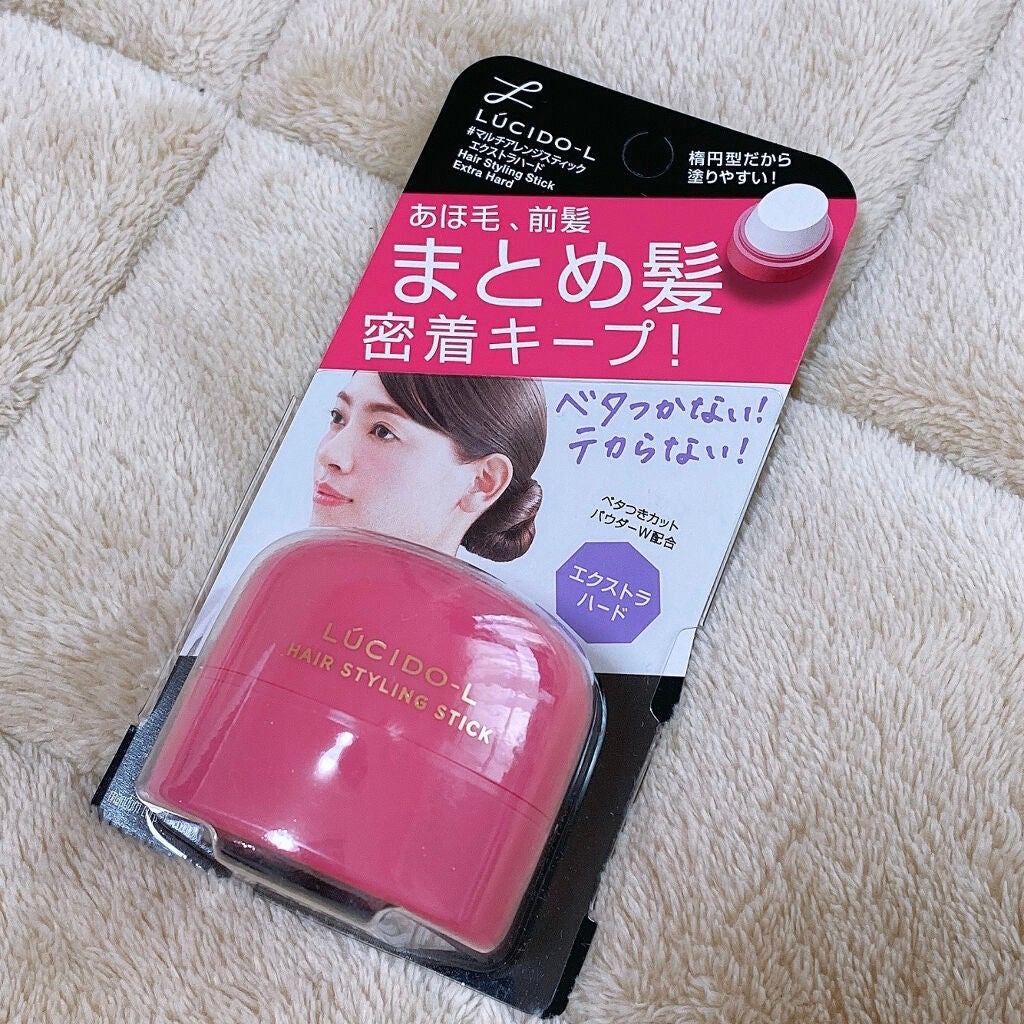 LÚCIDO-L
#マルチアレンジスティック
エクストラハード
Hair Styling Stick
Extra Hard
楕円型だから
塗りやすい!
あほ毛、前髪
まとめ髪
密着キープ!
ベタつかない!
テカらない!
ベタつきカット
パウダーW配合
エクストラ
ハード
LÚCIDO-L
HAIR STYLING STICK